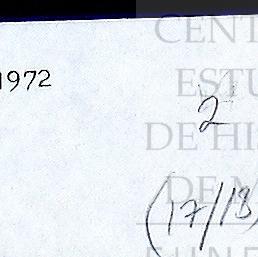 1972
2
(17/18)
CENT
ESTU
DE HI
DE M